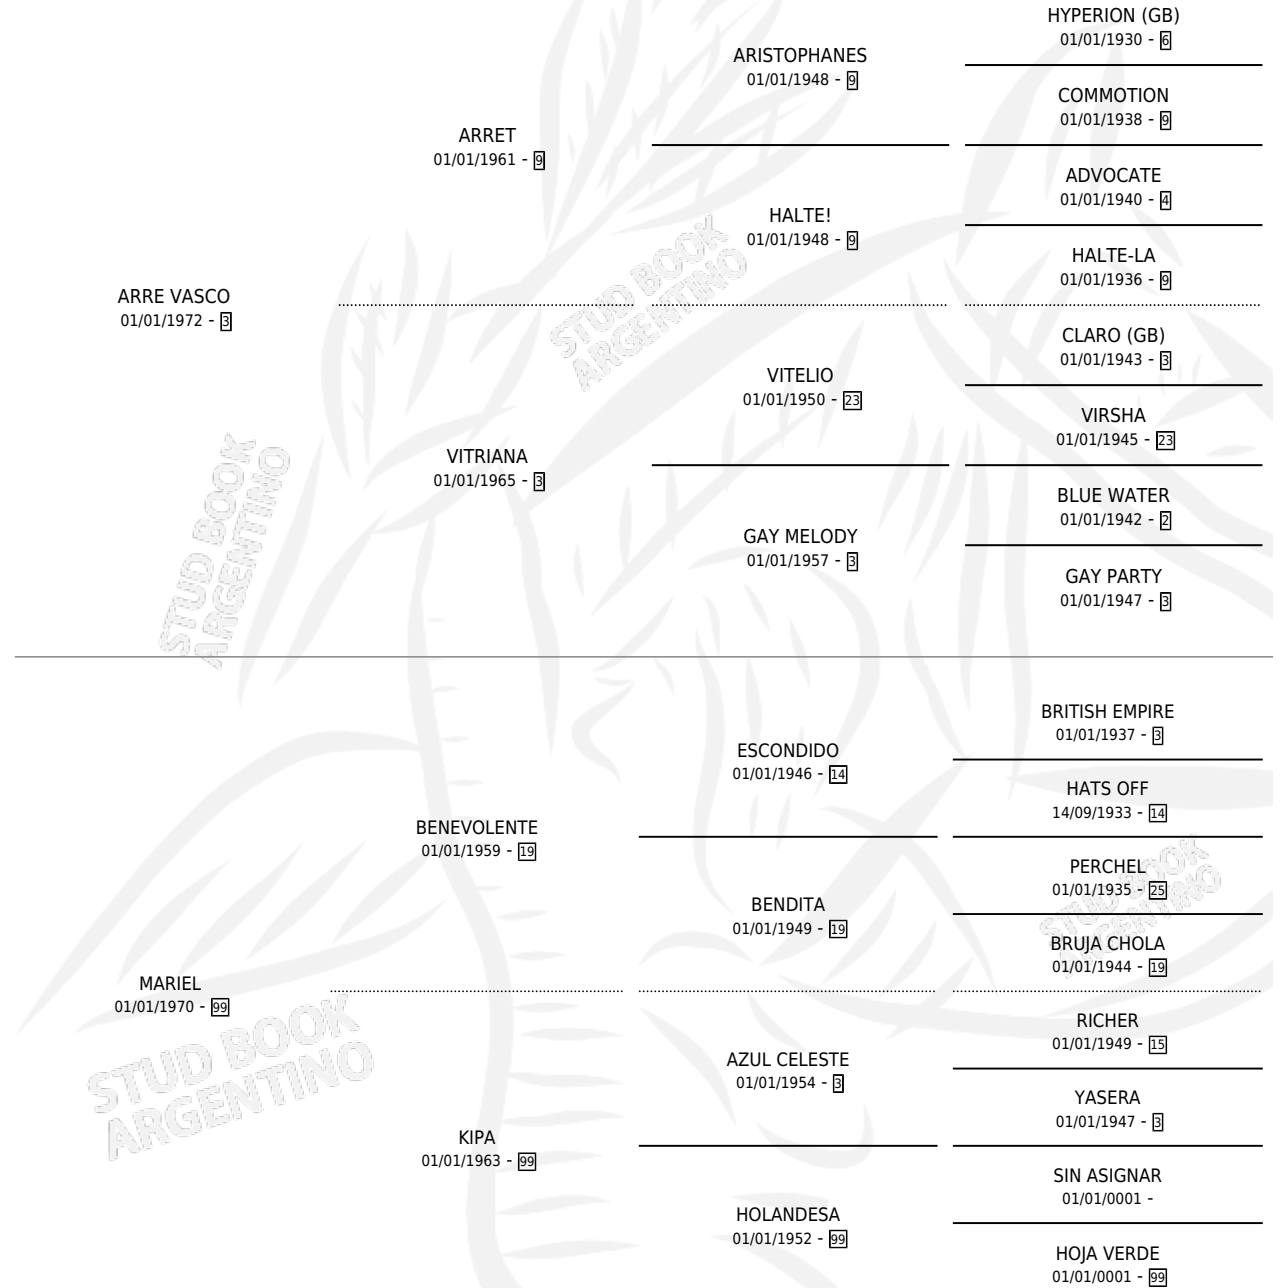 HYPERION (GB)
01/01/1930 - 6
ARISTOPHANES
01/01/1948 - 9
COMMOTION
01/01/1938 - 9
ARRET
01/01/1961 - 9
ADVOCATE
01/01/1940 - 4
HALTE!
01/01/1948 - 9
HALTE-LA
01/01/1936 - 9
ARRE VASCO
01/01/1972 - 3
CLARO (GB)
01/01/1943 - 3
VITELIO
01/01/1950 - 23
VIRSHA
01/01/1945 - 23
VITRIANA
01/01/1965 - 3
BLUE WATER
01/01/1942 - 2
GAY MELODY
01/01/1957 - 3
GAY PARTY
01/01/1947 - 3
BRITISH EMPIRE
01/01/1937 - 3
ESCONDIDO
01/01/1946 - 14
HATS OFF
14/09/1933 - 14
BENEVOLENTE
01/01/1959 - 19
PERCHEL
01/01/1935 - 25
BENDITA
01/01/1949 - 19
BRUJA CHOLA
01/01/1944 - 19
MARIEL
01/01/1970 - 99
RICHER
01/01/1949 - 15
AZUL CELESTE
01/01/1954 - 3
YASERA
01/01/1947 - 3
KIPA
01/01/1963 - 99
SIN ASIGNAR
01/01/0001 -
HOLANDESA
01/01/1952 - 99
HOJA VERDE
01/01/0001 - 99
STUD BOOK
ARGENTINO
STUD BOOK
ARGENTINO
STUD BOOK
ARGENTINO
STUD BOOK
ARGENTINO